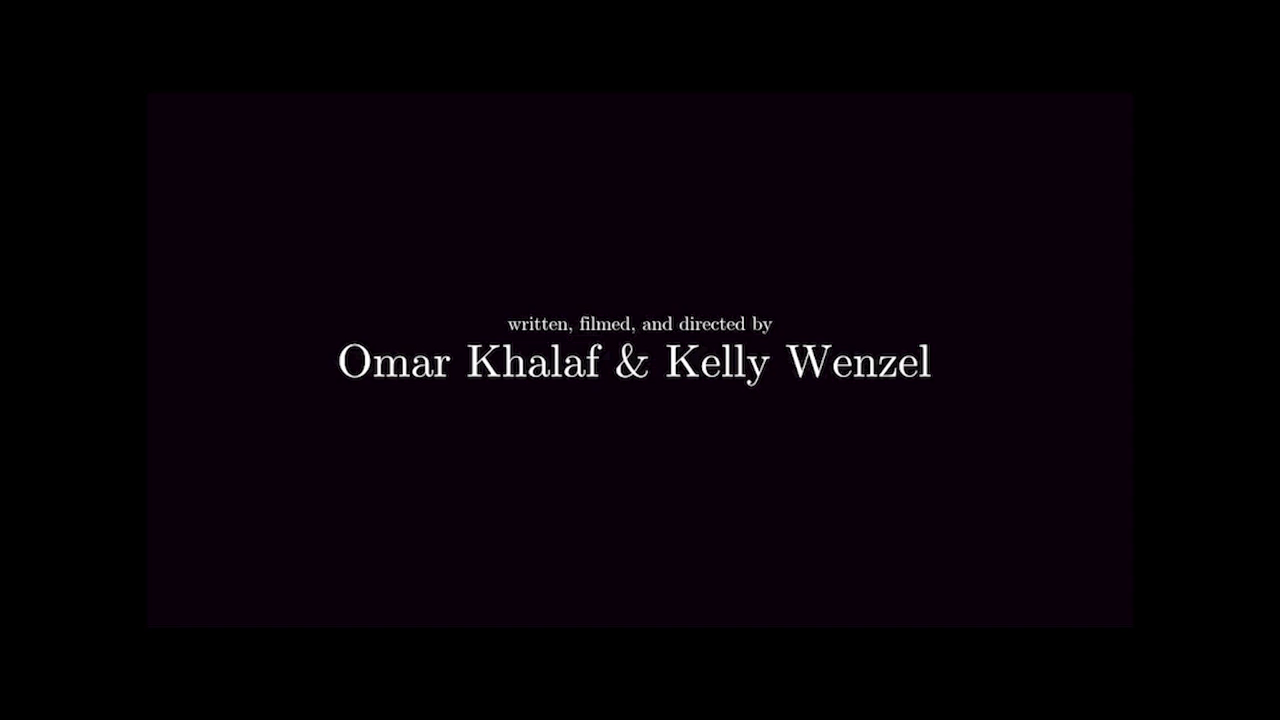 written, filmed, and directed by
Omar Khalaf & Kelly Wenzel